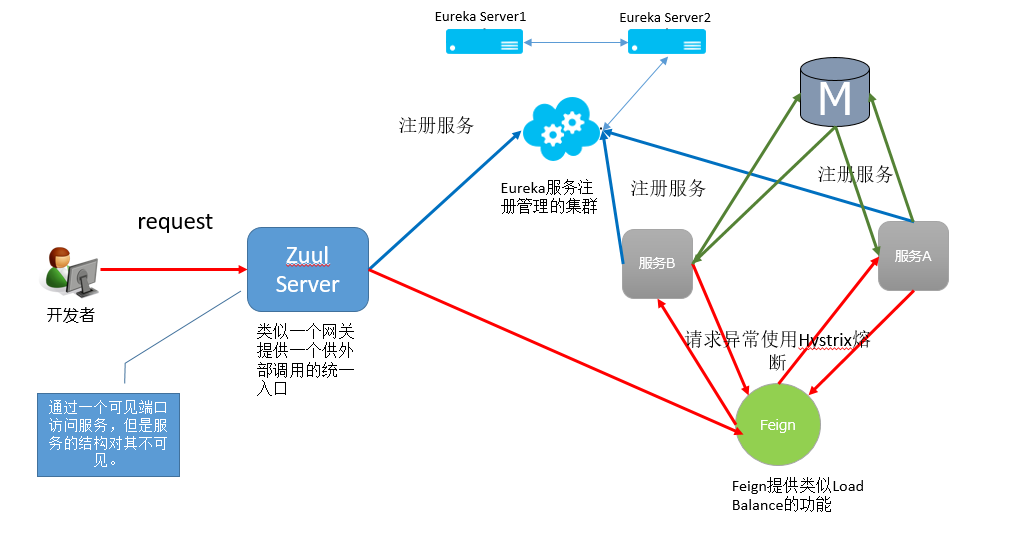 Eureka Server1
Eureka Server2
M
注册服务
Eureka服务注
册管理的集群
注册服务
注册服务
request
Zuul
Server
服务B
服务A
开发者
类似一个网关
提供一个供外
部调用的统一
入口
请求异常使用Hystrix熔
断
通过一个可见端口
访问服务，但是服
务的结构对其不可
见。
Feign
Feign提供类似Load
Balance的功能